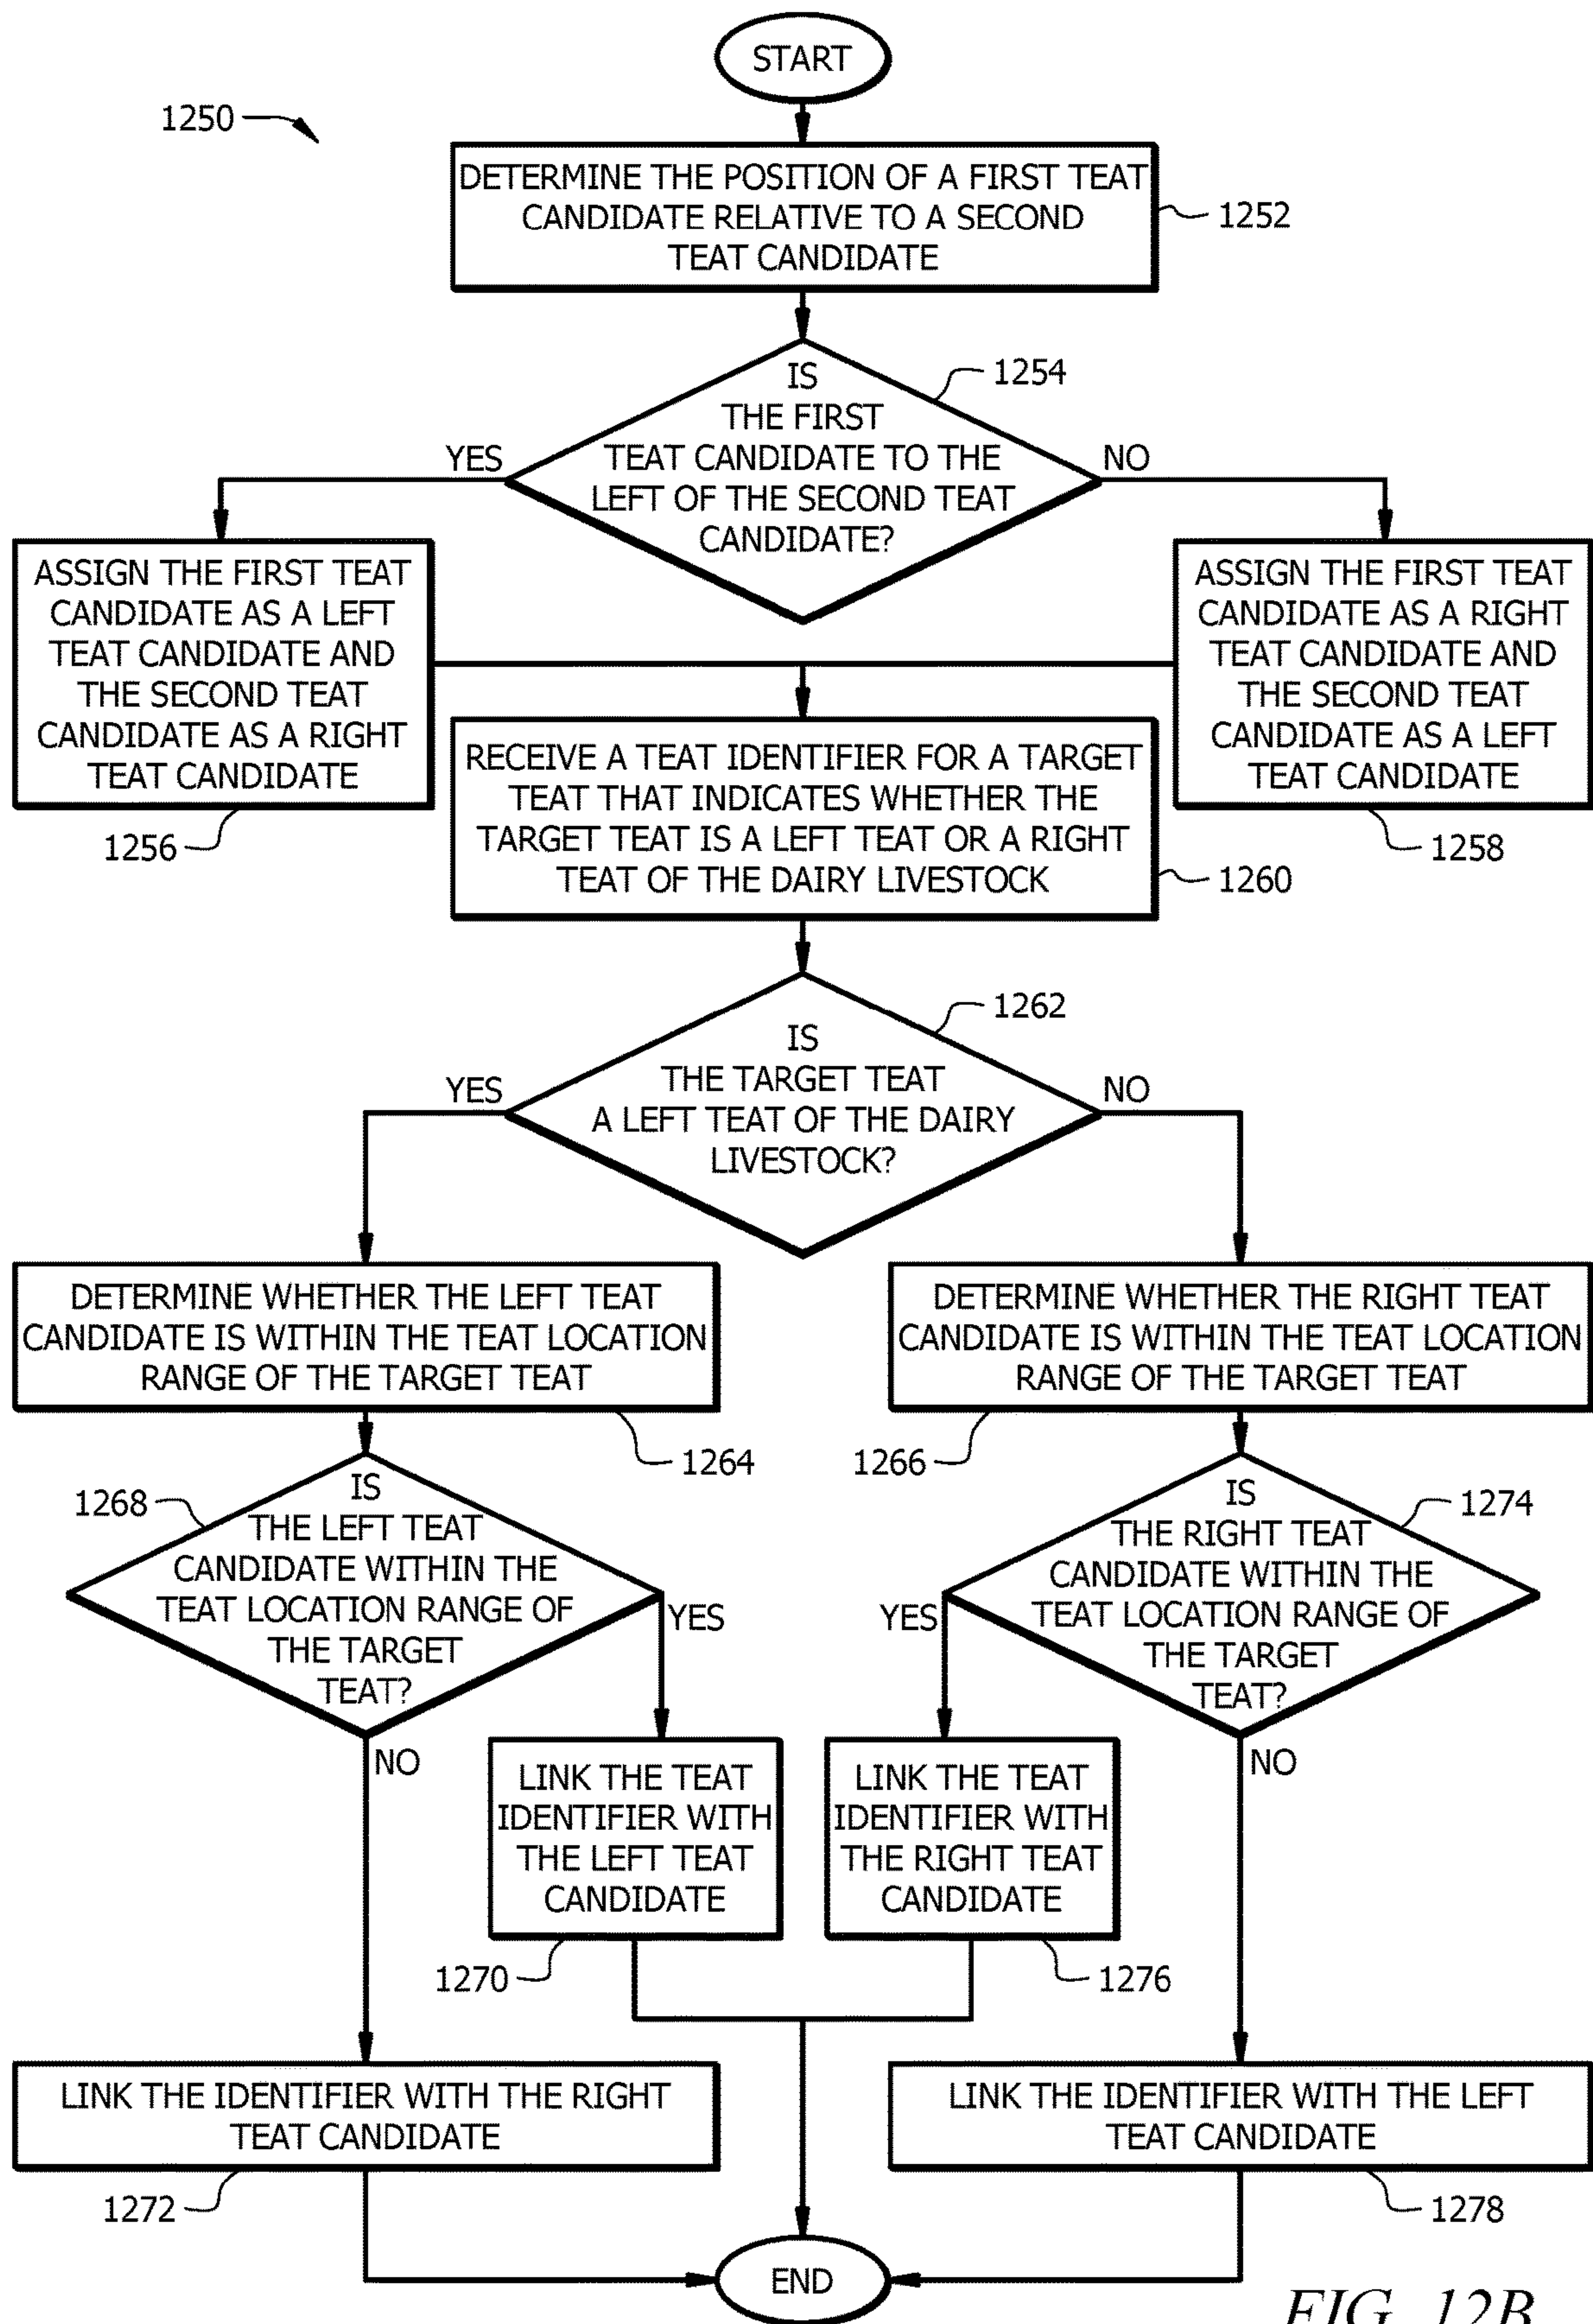 START
1250
DETERMINE THE POSITION OF A FIRST TEAT
CANDIDATE RELATIVE TO A SECOND
TEAT CANDIDATE
1252
1254
IS
THE FIRST
TEAT CANDIDATE TO THE
LEFT OF THE SECOND TEAT
CANDIDATE?
YES
NO
ASSIGN THE FIRST TEAT
CANDIDATE AS A LEFT
TEAT CANDIDATE AND
THE SECOND TEAT
CANDIDATE AS A RIGHT
TEAT CANDIDATE
1256
ASSIGN THE FIRST TEAT
CANDIDATE AS A RIGHT
TEAT CANDIDATE AND
THE SECOND TEAT
CANDIDATE AS A LEFT
TEAT CANDIDATE
1258
RECEIVE A TEAT IDENTIFIER FOR A TARGET
TEAT THAT INDICATES WHETHER THE
TARGET TEAT IS A LEFT TEAT OR A RIGHT
TEAT OF THE DAIRY LIVESTOCK
1260
1262
IS
THE TARGET TEAT
A LEFT TEAT OF THE DAIRY
LIVESTOCK?
YES
NO
DETERMINE WHETHER THE LEFT TEAT
CANDIDATE IS WITHIN THE TEAT LOCATION
RANGE OF THE TARGET TEAT
1264
DETERMINE WHETHER THE RIGHT TEAT
CANDIDATE IS WITHIN THE TEAT LOCATION
RANGE OF THE TARGET TEAT
1266
1268
IS
THE LEFT TEAT
CANDIDATE WITHIN THE
TEAT LOCATION RANGE OF
THE TARGET
TEAT?
YES
NO
1274
IS
THE RIGHT TEAT
CANDIDATE WITHIN THE
TEAT LOCATION RANGE OF
THE TARGET
TEAT?
YES
NO
LINK THE TEAT
IDENTIFIER WITH
THE LEFT TEAT
CANDIDATE
1270
LINK THE TEAT
IDENTIFIER WITH
THE RIGHT TEAT
CANDIDATE
1276
LINK THE IDENTIFIER WITH THE RIGHT
TEAT CANDIDATE
1272
LINK THE IDENTIFIER WITH THE LEFT
TEAT CANDIDATE
1278
END
FIG. 12B